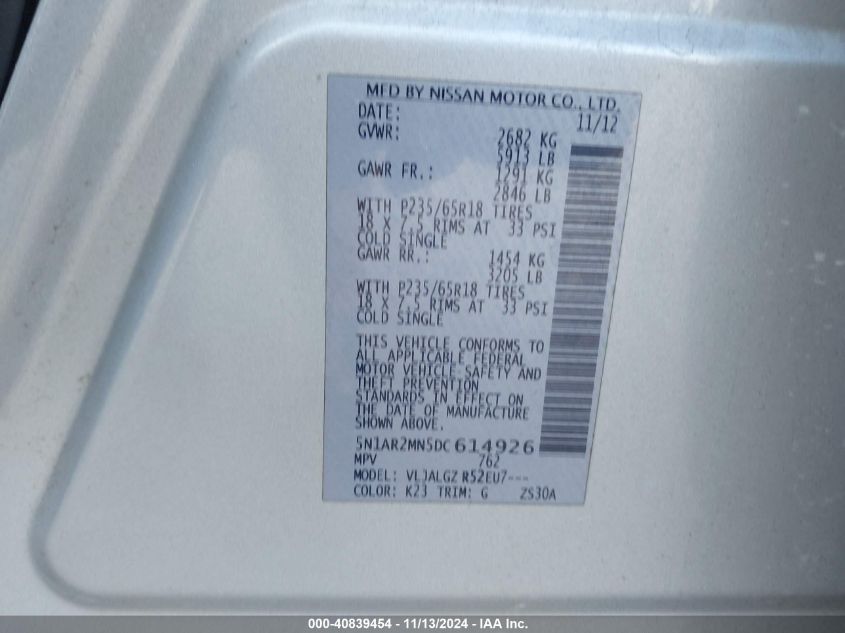 MFD BY NISSAN MOTOR CO., LTD.
DATE: 11/12
GVWR: 2682 KG
5913 LB
GAWR FR.: 1291 KG
2846 LB
WITH P235/65R18 TIRES
18 X 7.5 RIMS AT 33 PSI
COLD SINGLE
GAWR RR.: 1454 KG
3205 LB
WITH P235/65R18 TIRES
18 X 7.5 RIMS AT 33 PSI
COLD SINGLE
THIS VEHICLE CONFORMS TO
ALL APPLICABLE FEDERAL
MOTOR VEHICLE SAFETY AND
THEFT PREVENTION
STANDARDS IN EFFECT ON
THE DATE OF MANUFACTURE
SHOWN ABOVE.
5N1AR2MN5DC614926
MPV 762
MODEL: VLJALGZ R52EU7---
COLOR: K23 TRIM: G ZS30A
000-40839454 - 11/13/2024 - IAA Inc.